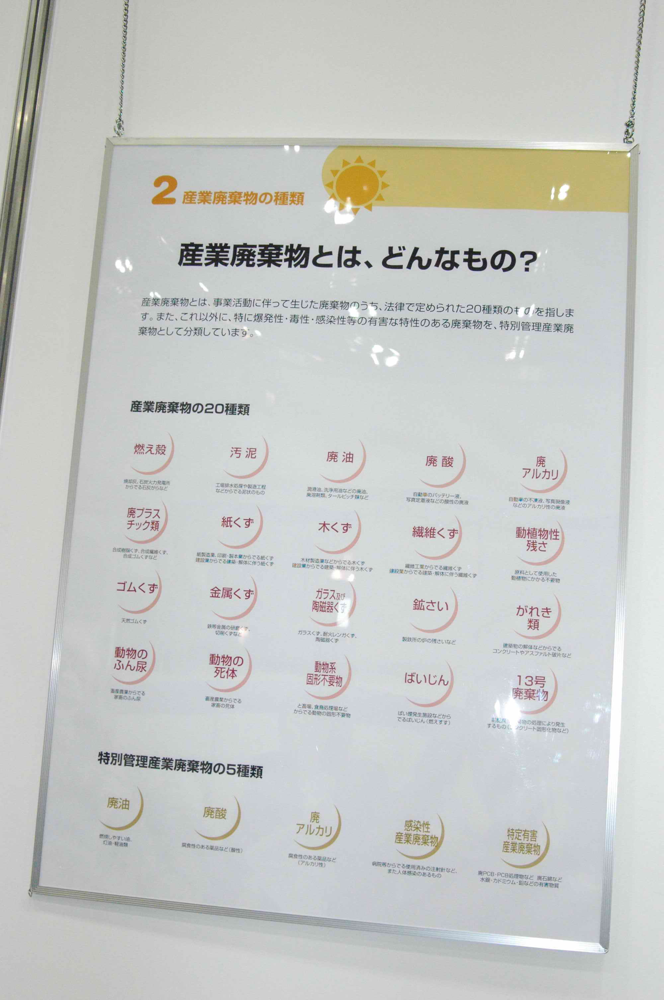 2 産業廃棄物の種類
産業廃棄物とは、どんなもの?
産業廃棄物とは、事業活動に伴って生じた廃棄物のうち、法律で定められた20種類のものを指しま
す。また、これ以外に、特に爆発性・毒性・感染性等の有害な特性のある廃棄物を、特別管理産業廃
棄物として分類しています。
産業廃棄物の20種類
燃え殻
焼却灰、石炭火力発電所
からでる石灰がらなど
汚泥
工場排水処理や製造工程
などからでる泥状のもの
廃油
潤滑油、洗浄用油などの廃油、
廃溶剤類、タールピッチ類など
廃酸
自動車のバッテリー液、
写真定着液などの酸性の廃液
廃
アルカリ
自動車の不凍液、写真現像液
などのアルカリ性の廃液
廃プラス
チック類
合成樹脂くず、合成繊維くず、
合成ゴムくずなど
紙くず
紙製造業、印刷・製本業からでる紙くず
建設業からでる建築・解体に伴う紙くず
木くず
木材製造業などからでる木くず
建設業からでる建築・解体に伴う木くず
繊維くず
繊維工業からでる繊維くず
建設業からでる建築・解体に伴う繊維くず
動植物性
残さ
原料として使用した
動植物にかかる不要物
ゴムくず
天然ゴムくず
金属くず
鉄等金属の研磨くず、
切削くずなど
ガラス及び
陶磁器くず
ガラスくず、耐火レンガくず、
陶磁器くず
鉱さい
製鉄所の炉の残さいなど
がれき
類
建築物の解体などからでる
コンクリートやアスファルト破片など
動物の
ふん尿
畜産農業からでる
家畜のふん尿
動物の
死体
畜産農業からでる
家畜の死体
動物系
固形不要物
と畜場、食鳥処理場など
からでる動物の固形不要物
ばいじん
ばい煙発生施設などから
でるばいじん(燃えすす)
13号
廃棄物
棄物の処理により発生
するもの(コンクリート固形化物など)
特別管理産業廃棄物の5種類
廃油
燃焼しやすい油、
灯油・軽油類
廃酸
腐食性のある薬品など(酸性)
廃
アルカリ
腐食性のある薬品など
(アルカリ性)
感染性
産業廃棄物
病院等からでる使用済みの注射針など、
また人体感染のあるもの
特定有害
産業廃棄物
廃PCB・PCB処理物など 廃石綿など
水銀・カドミウム・鉛などの有害物質